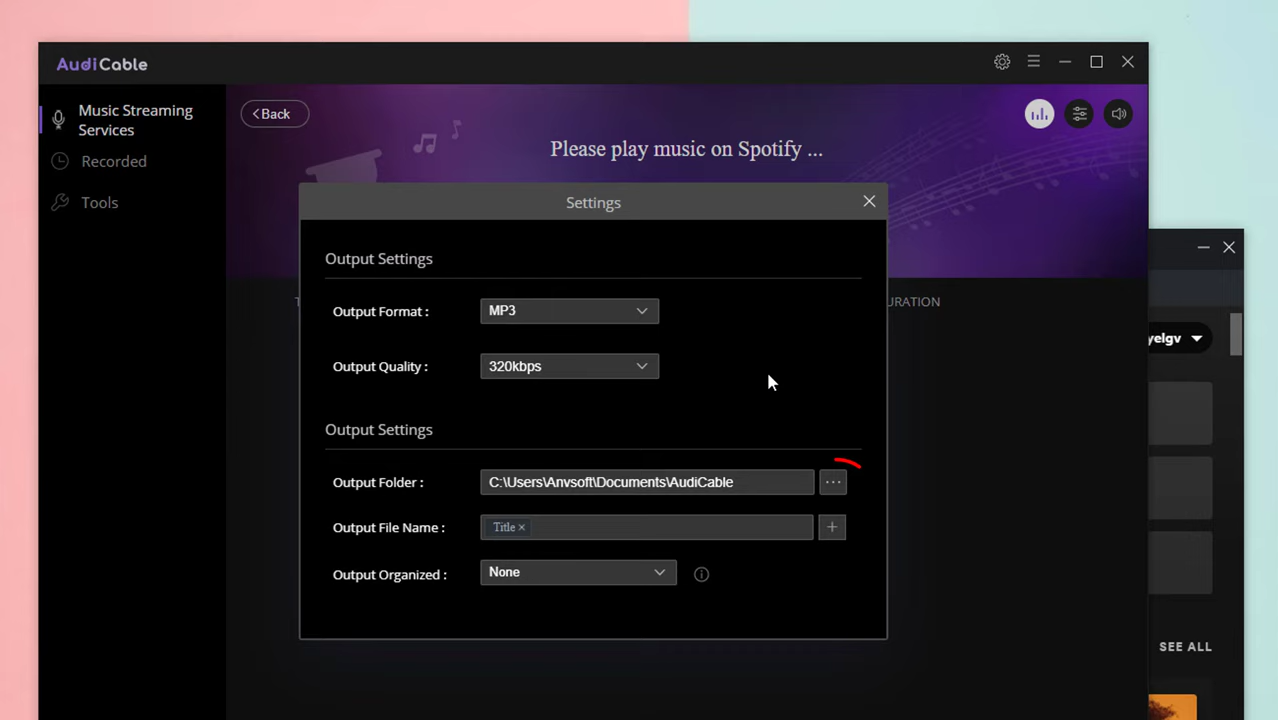 AudiCable
Music Streaming
Services
Recorded
Tools
Back
Please play music on Spotify ...
Settings
Output Settings
Output Format :
MP3
Output Quality :
320kbps
Output Settings
Output Folder :
C:\Users\Anvsoft\Documents\AudiCable
...
Output File Name :
Title ×
+
Output Organized :
None
URATION
yelgv
SEE ALL